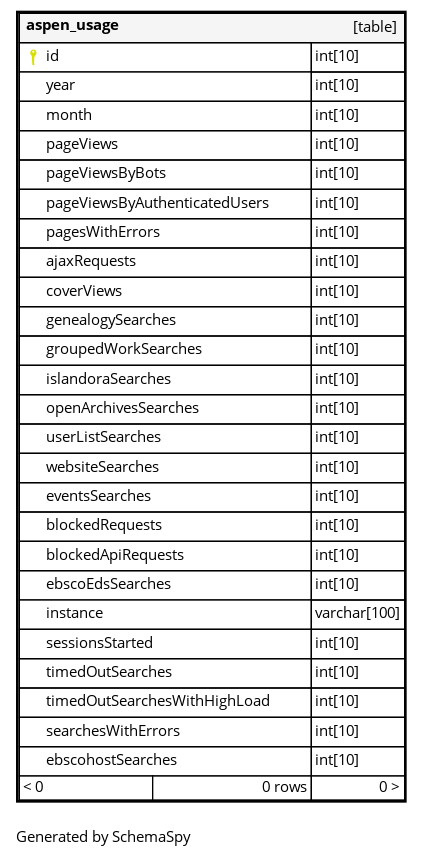 aspen_usage [table]
id int[10]
year int[10]
month int[10]
pageViews int[10]
pageViewsByBots int[10]
pageViewsByAuthenticatedUsers int[10]
pagesWithErrors int[10]
ajaxRequests int[10]
coverViews int[10]
genealogySearches int[10]
groupedWorkSearches int[10]
islandoraSearches int[10]
openArchivesSearches int[10]
userListSearches int[10]
websiteSearches int[10]
eventsSearches int[10]
blockedRequests int[10]
blockedApiRequests int[10]
ebscoEdsSearches int[10]
instance varchar[100]
sessionsStarted int[10]
timedOutSearches int[10]
timedOutSearchesWithHighLoad int[10]
searchesWithErrors int[10]
ebscohostSearches int[10]
< 0 0 rows 0 >
Generated by SchemaSpy